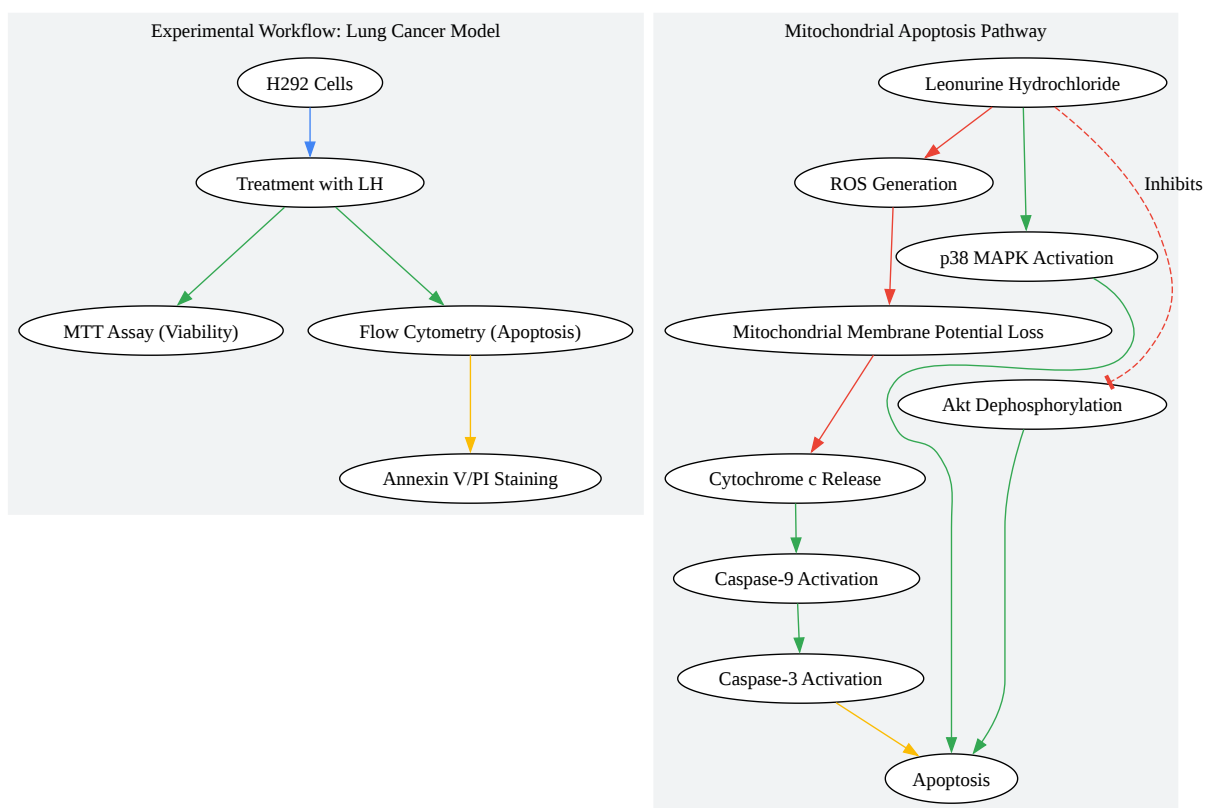 Experimental Workflow: Lung Cancer Model
H292 Cells
Treatment with LH
MTT Assay (Viability)
Flow Cytometry (Apoptosis)
Annexin V/PI Staining
Mitochondrial Apoptosis Pathway
Leonurine Hydrochloride
ROS Generation
Inhibits
p38 MAPK Activation
Mitochondrial Membrane Potential Loss
Akt Dephosphorylation
Cytochrome c Release
Caspase-9 Activation
Caspase-3 Activation
Apoptosis